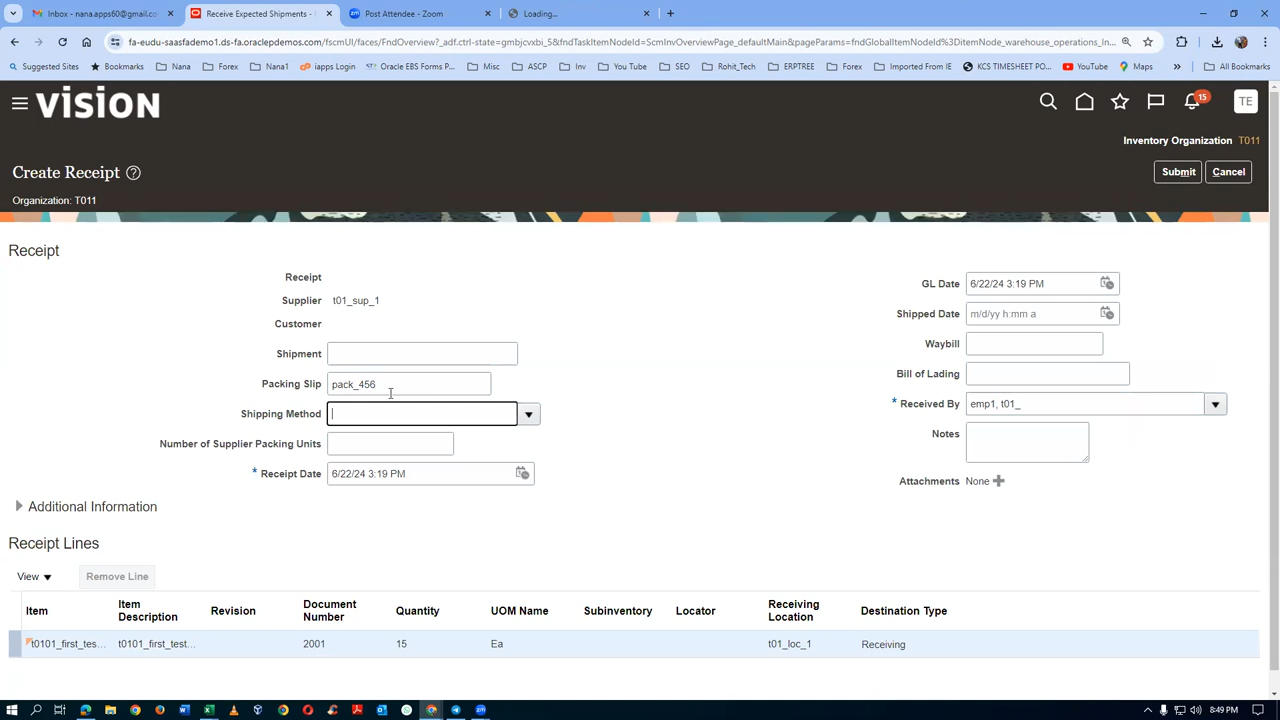 Inbox - nana.apps60@gmail.co
Receive Expected Shipments -
Post Attendee - Zoom
Loading...
fa-eudu-saasfademo1.ds-fa.oraclepdemos.com/fscmUI/faces/FndOverview?_adf.ctrl-state=gmbjcvxbi_5&fndTaskItemNodeId=ScmInvOverviewPage_defaultMain&pageParams=fndGlobalItemNodeId%3DitemNode_warehouse_operations_In...
Suggested Sites Bookmarks Nana Forex Nana1 iapps Login Oracle EBS Forms P... Misc ASCP Inv You Tube SEO Rohit_Tech ERPTREE Forex Imported From IE KCS TIMESHEET PO... YouTube Maps » All Bookmarks
VISION
15
TE
Inventory Organization T011
Create Receipt ?
Submit Cancel
Organization: T011
Receipt
Receipt
Supplier t01_sup_1
Customer
Shipment
Packing Slip pack_456
Shipping Method
Number of Supplier Packing Units
* Receipt Date 6/22/24 3:19 PM
GL Date 6/22/24 3:19 PM
Shipped Date m/d/yy h:mm a
Waybill
Bill of Lading
* Received By emp1, t01_
Notes
Attachments None
Additional Information
Receipt Lines
View Remove Line
Item Item Description Revision Document Number Quantity UOM Name Subinventory Locator Receiving Location Destination Type
t0101_first_tes... t0101_first_test... 2001 15 Ea t01_loc_1 Receiving
8:49 PM